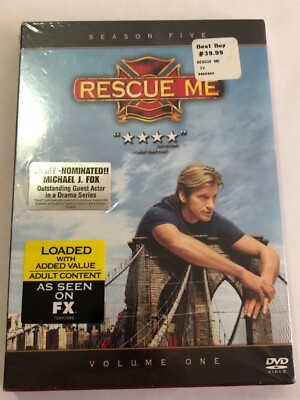 SEASON FIVE
Best Buy
#39.99
RESCUE ME
TV
RESCUE ME
"★★★★"
EMMY®-NOMINATED!!
MICHAEL J. FOX
Outstanding Guest Actor
in a Drama Series
LOADED
WITH
ADDED VALUE
ADULT CONTENT
AS SEEN
ON
FX
VOLUME ONE
DVD
VIDEO